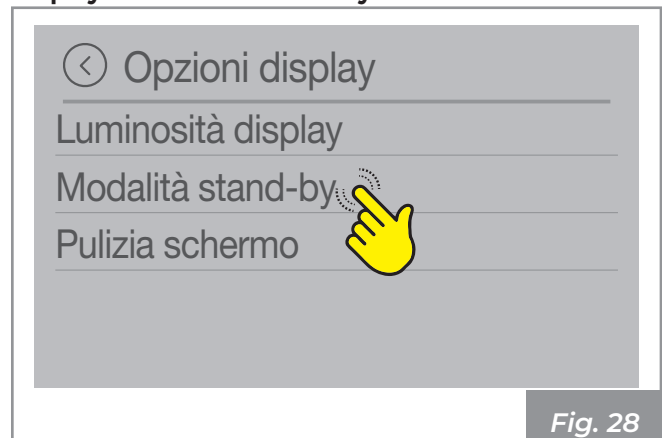 Opzioni display
Luminosità display
Modalità stand-by
Pulizia schermo
Fig. 28